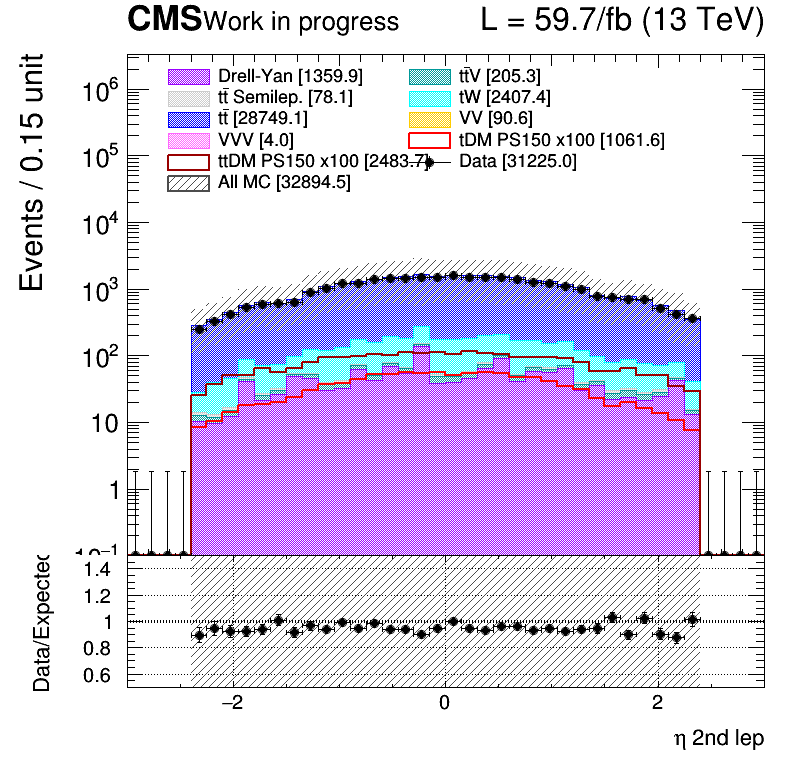 CMS Work in progress L = 59.7/fb (13 TeV)
Events / 0.15 unit
Drell-Yan [1359.9] tt̄V [205.3]
tt̄ Semilep. [78.1] tW [2407.4]
tt̄ [28749.1] VV [90.6]
VVV [4.0] tDM PS150 x100 [1061.6]
ttDM PS150 x100 [2483.7] Data [31225.0]
All MC [32894.5]
10⁶
10⁵
10⁴
10³
10²
10
1
10⁻¹
Data/Expected
1.4
1.2
1
0.8
0.6
−2 0 2
η 2nd lep